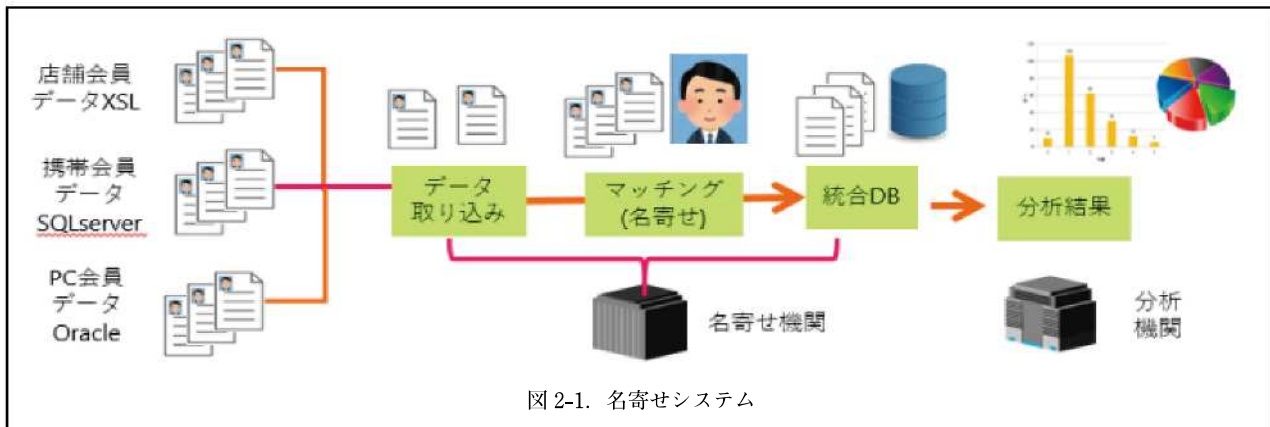 店舗会員
データXSL
携帯会員
データ
SQLserver
PC会員
データ
Oracle
データ
取り込み
マッチング
(名寄せ)
統合DB
分析結果
名寄せ機関
分析
機関
図 2-1. 名寄せシステム